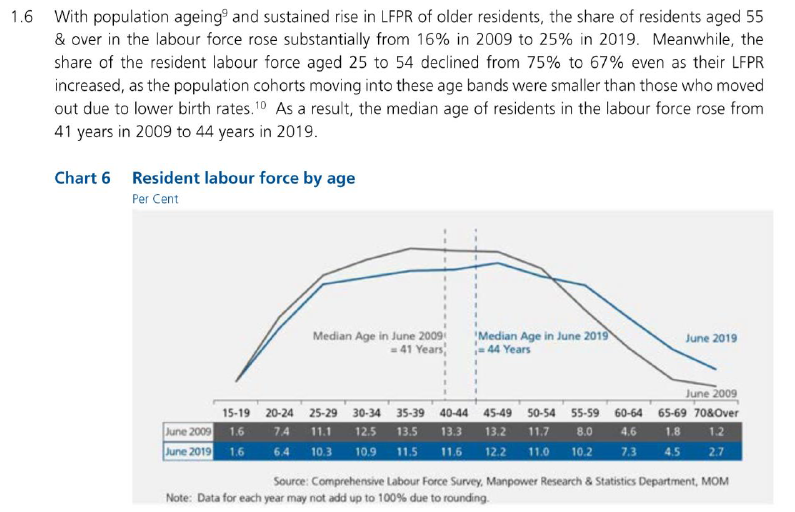 1.6 With population ageing⁹ and sustained rise in LFPR of older residents, the share of residents aged 55
& over in the labour force rose substantially from 16% in 2009 to 25% in 2019. Meanwhile, the
share of the resident labour force aged 25 to 54 declined from 75% to 67% even as their LFPR
increased, as the population cohorts moving into these age bands were smaller than those who moved
out due to lower birth rates.¹⁰ As a result, the median age of residents in the labour force rose from
41 years in 2009 to 44 years in 2019.
Chart 6 Resident labour force by age
Per Cent
Median Age in June 2009
= 41 Years
Median Age in June 2019
= 44 Years
June 2019
June 2009
15-19 20-24 25-29 30-34 35-39 40-44 45-49 50-54 55-59 60-64 65-69 70&Over
June 2009 1.6 7.4 11.1 12.5 13.5 13.3 13.2 11.7 8.0 4.6 1.8 1.2
June 2019 1.6 6.4 10.3 10.9 11.5 11.6 12.2 11.0 10.2 7.3 4.5 2.7
Source: Comprehensive Labour Force Survey, Manpower Research & Statistics Department, MOM
Note: Data for each year may not add up to 100% due to rounding.